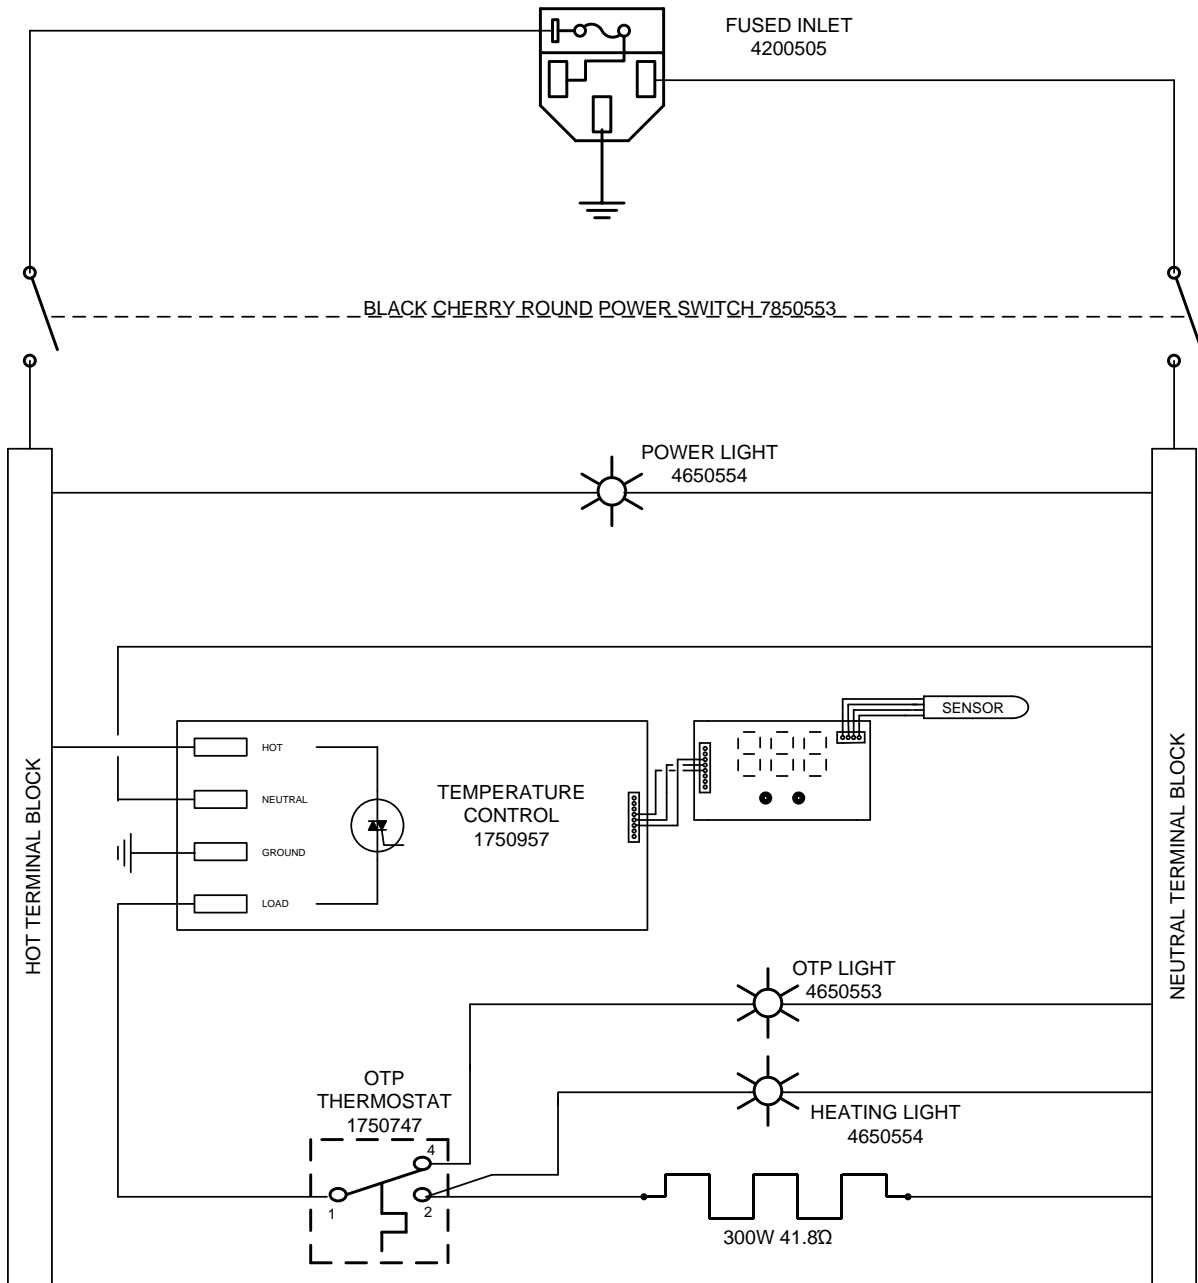 FUSED INLET
4200505
BLACK CHERRY ROUND POWER SWITCH 7850553
POWER LIGHT
4650554
SENSOR
HOT
NEUTRAL
GROUND
LOAD
TEMPERATURE
CONTROL
1750957
HOT TERMINAL BLOCK
NEUTRAL TERMINAL BLOCK
OTP LIGHT
4650553
OTP
THERMOSTAT
1750747
4
1
2
HEATING LIGHT
4650554
300W 41.8Ω